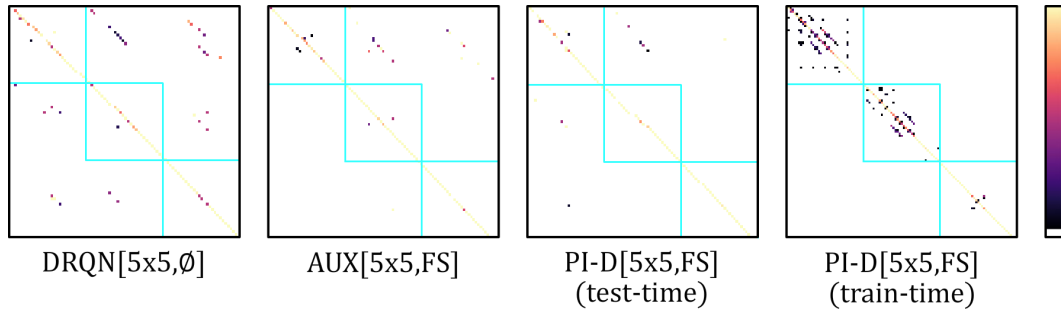 DRQN[5x5,Ø]
AUX[5x5,FS]
PI-D[5x5,FS]
(test-time)
PI-D[5x5,FS]
(train-time)